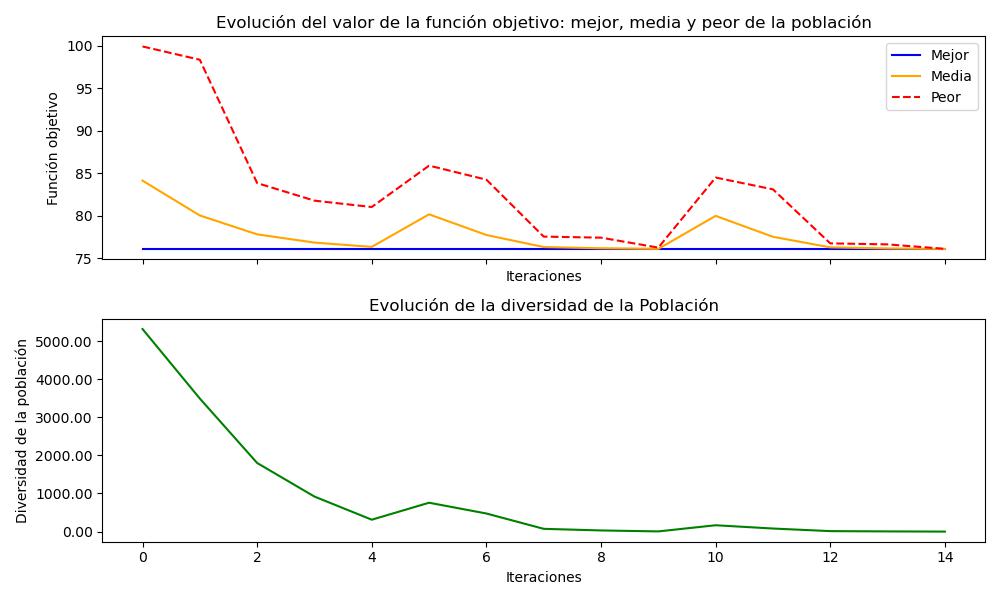 Evolución del valor de la función objetivo: mejor, media y peor de la población
100
95
90
85
80
75
Función objetivo
Mejor
Media
Peor
Iteraciones
Evolución de la diversidad de la Población
5000.00
4000.00
3000.00
2000.00
1000.00
0.00
Diversidad de la población
0 2 4 6 8 10 12 14
Iteraciones